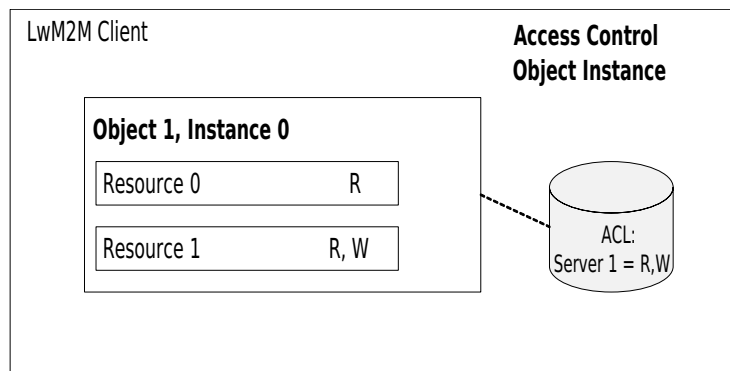 LwM2M Client
Access Control
Object Instance
Object 1, Instance 0
Resource 0 R
Resource 1 R, W
ACL:
Server 1 = R,W